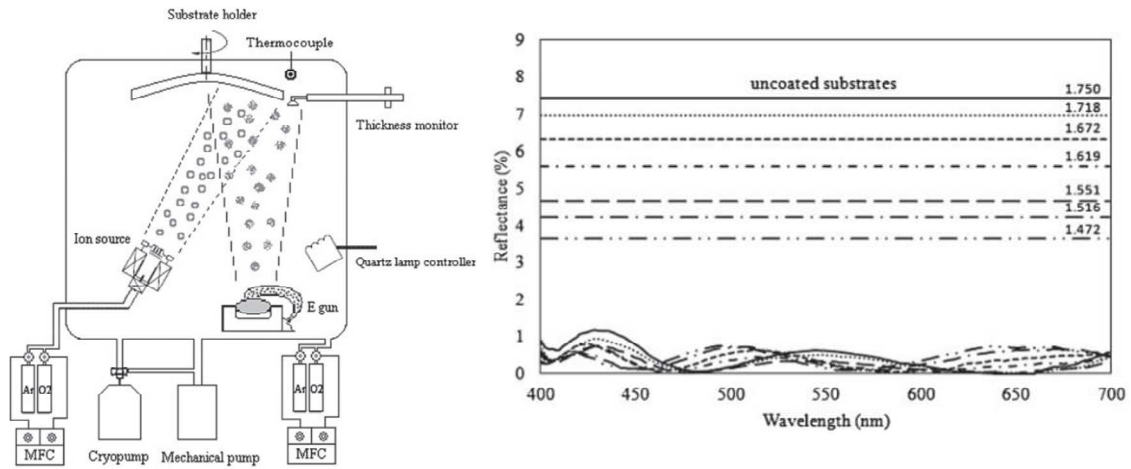 Substrate holder
Thermocouple
Thickness monitor
Ion source
Quartz lamp controller
E gun
Ar O2
Ar O2
MFC
Cryopump
Mechanical pump
MFC
9
8
7
6
5
4
3
2
1
0
Reflectance (%)
uncoated substrates
1.750
1.718
1.672
1.619
1.551
1.516
1.472
400 450 500 550 600 650 700
Wavelength (nm)